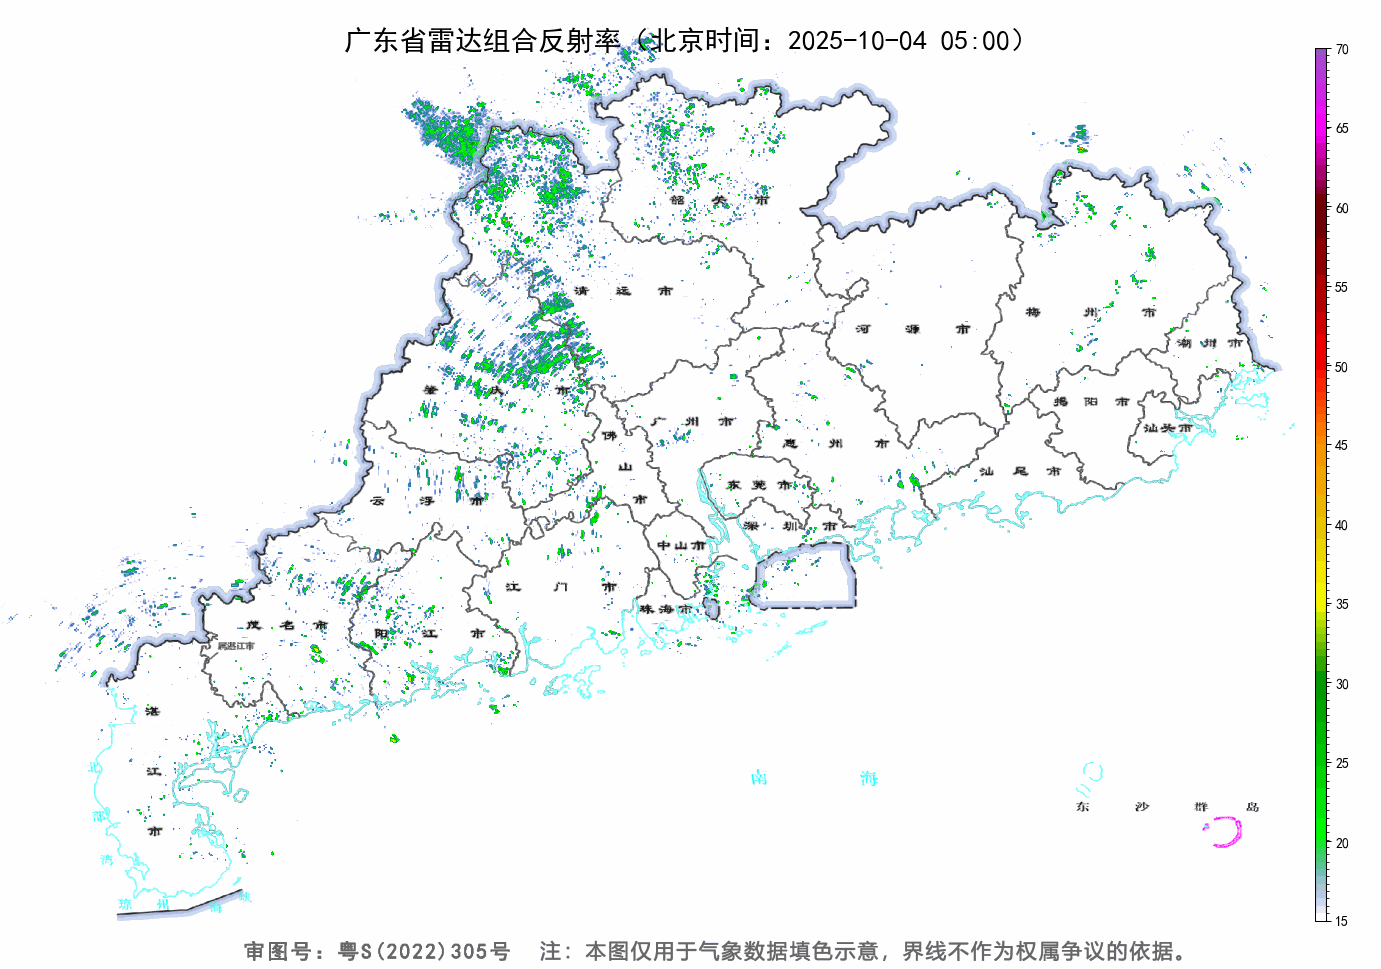 广东省雷达组合反射率（北京时间：2025-10-04 05:00）
70
65
60
55
50
45
40
35
30
25
20
15
韶关市
清远市
河源市
梅州市
潮州市
肇庆市
广州市
惠州市
揭阳市
汕头市
佛山市
东莞市
汕尾市
云浮市
深圳市
中山市
江门市
珠海市
茂名市
阳江市
属湛江市
湛江市
北部湾
琼州海峡
南海
东沙群岛
审图号：粤S(2022)305号 注：本图仅用于气象数据填色示意，界线不作为权属争议的依据。